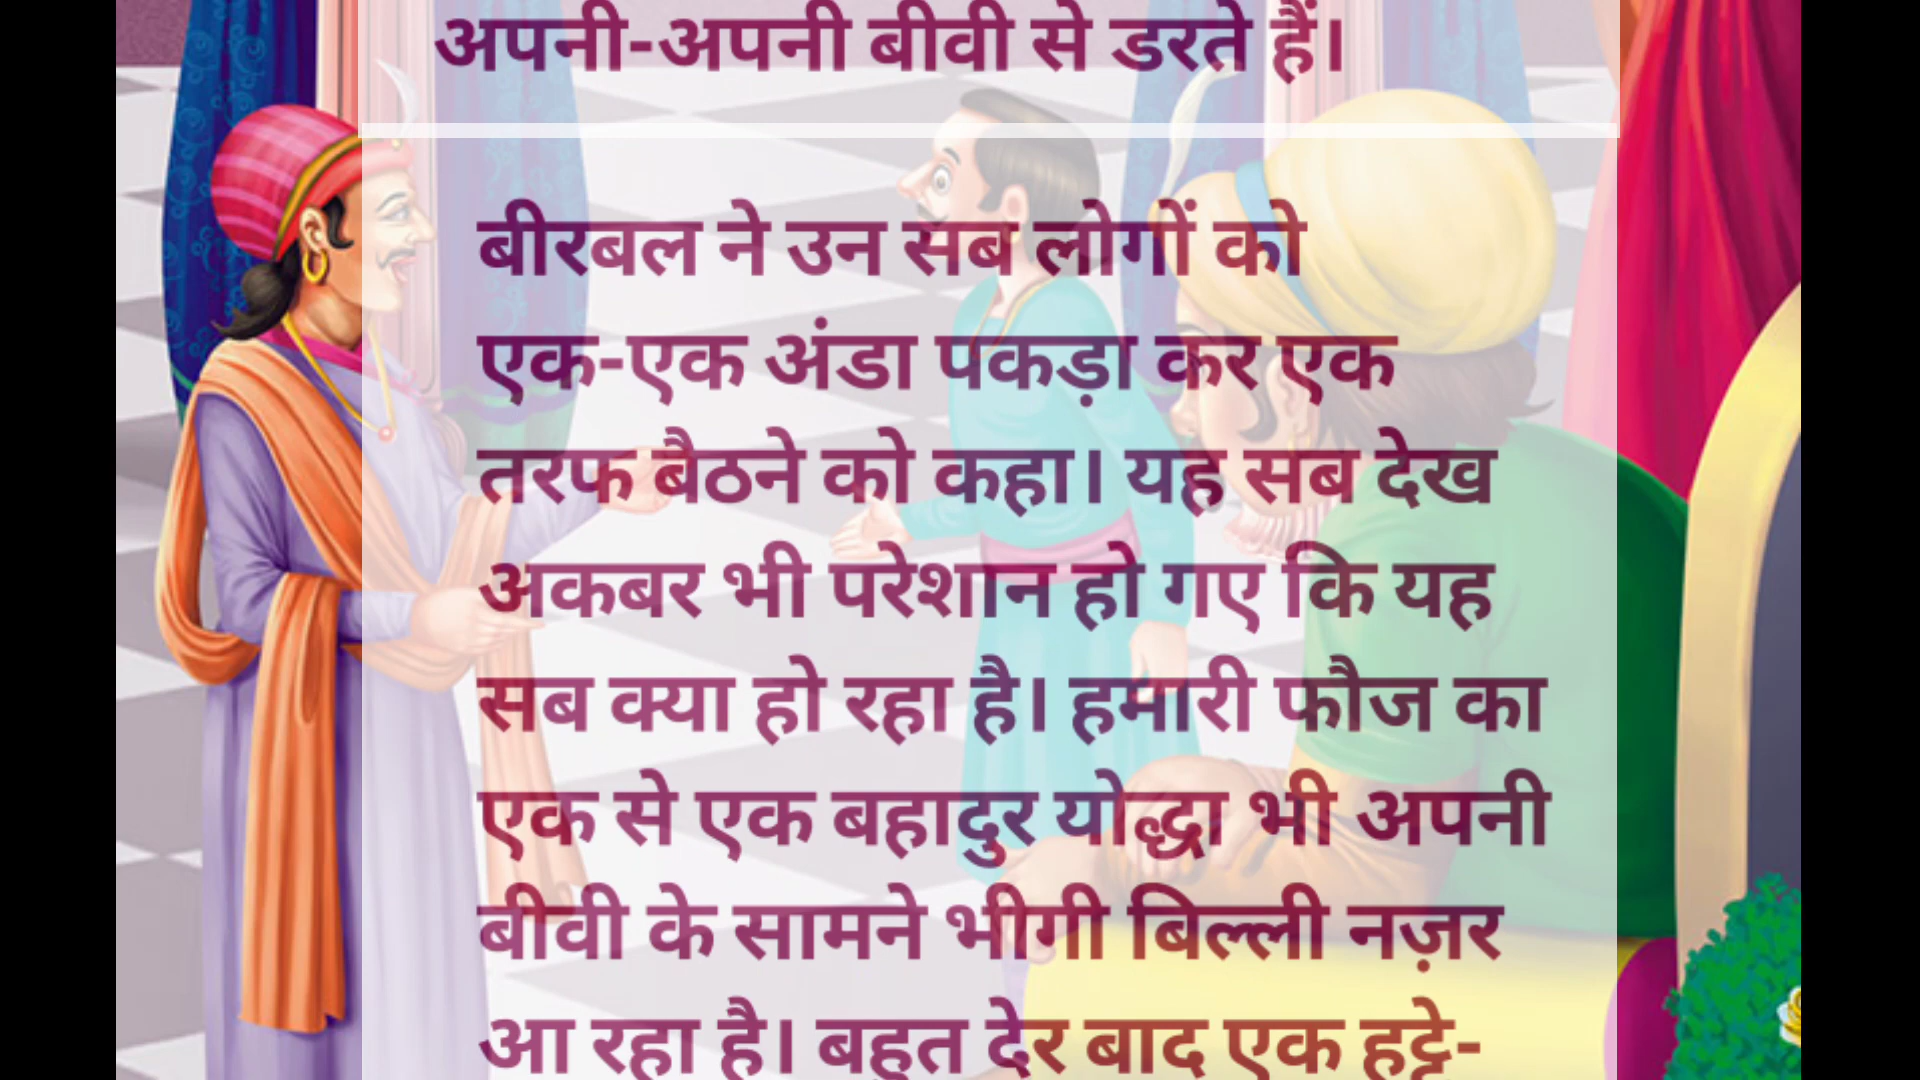 अपनी-अपनी बीवी से डरते हैं।
बीरबल ने उन सब लोगों को
एक-एक अंडा पकड़ा कर एक
तरफ बैठने को कहा। यह सब देख
अकबर भी परेशान हो गए कि यह
सब क्या हो रहा है। हमारी फौज का
एक से एक बहादुर योद्धा भी अपनी
बीवी के सामने भीगी बिल्ली नज़र
आ रहा है। बहुत देर बाद एक हट्टे-